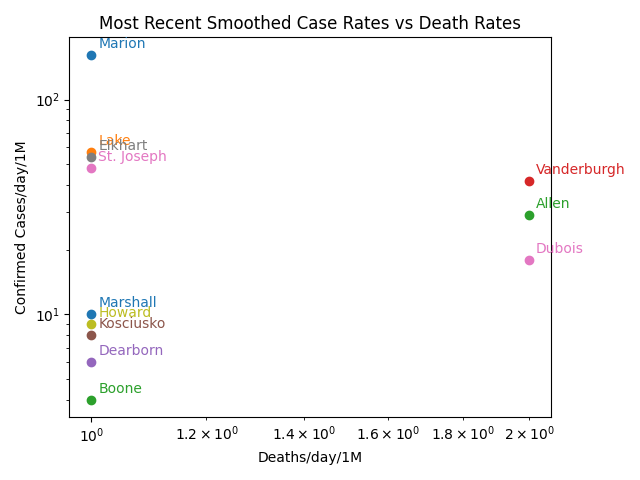 Most Recent Smoothed Case Rates vs Death Rates
Marion
10²
Lake
Elkhart
St. Joseph
Vanderburgh
Allen
Dubois
Confirmed Cases/day/1M
Marshall
10¹
Howard
Kosciusko
Dearborn
Boone
10⁰ 1.2 × 10⁰ 1.4 × 10⁰ 1.6 × 10⁰ 1.8 × 10⁰ 2 × 10⁰
Deaths/day/1M